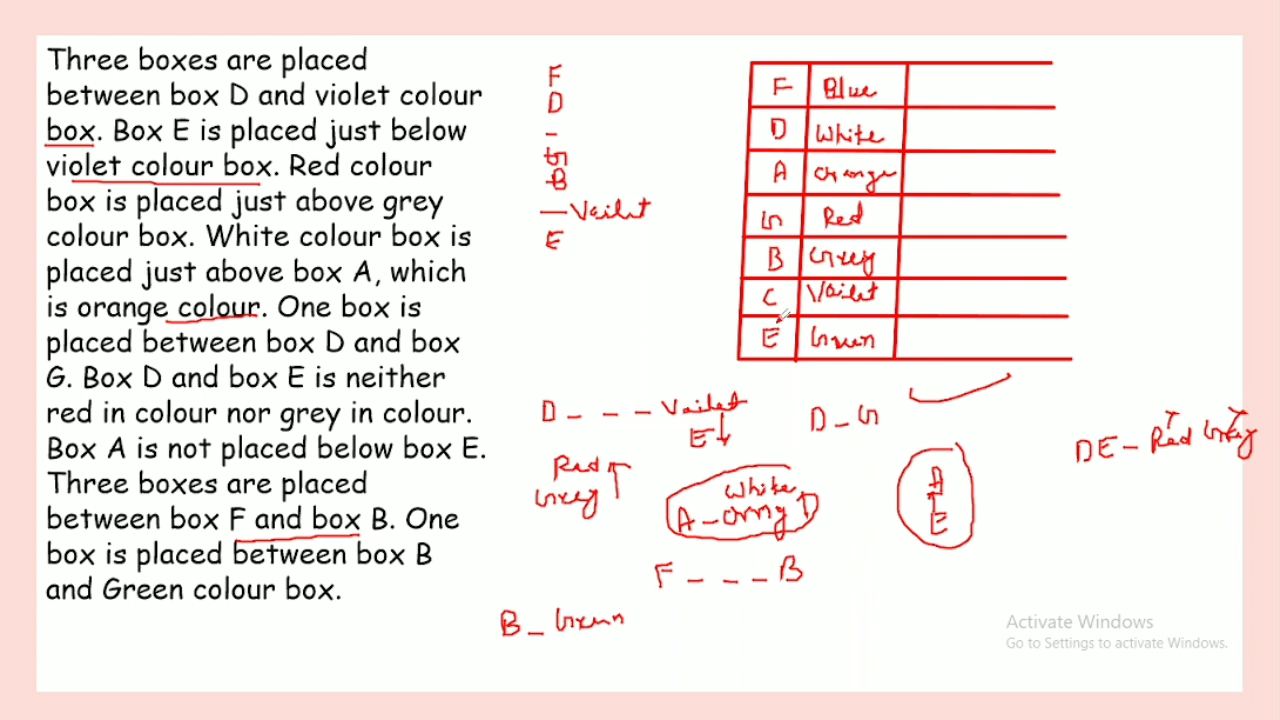 Three boxes are placed
between box D and violet colour
box. Box E is placed just below
violet colour box. Red colour
box is placed just above grey
colour box. White colour box is
placed just above box A, which
is orange colour. One box is
placed between box D and box
G. Box D and box E is neither
red in colour nor grey in colour.
Box A is not placed below box E.
Three boxes are placed
between box F and box B. One
box is placed between box B
and Green colour box.
F
D
-
G
B
— Vailet
E
F Blue
D White
A Orange
G Red
B Grey
C Vailet
E Green
D - - - Vailet
E
D - G
DE - Red Grey
Red
Grey
White
A - Orang
A
E
F - - - B
B - Green
Activate Windows
Go to Settings to activate Windows.